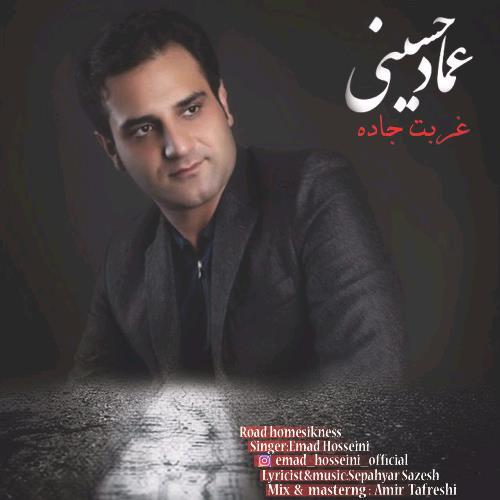 عماد حسینی
غربت جاده
Road homesikness
Singer:Emad Hosseini
emad_hosseini_official
Lyricist&music:Sepahyar Sazesh
Mix & masterng: Amir Tafreshi